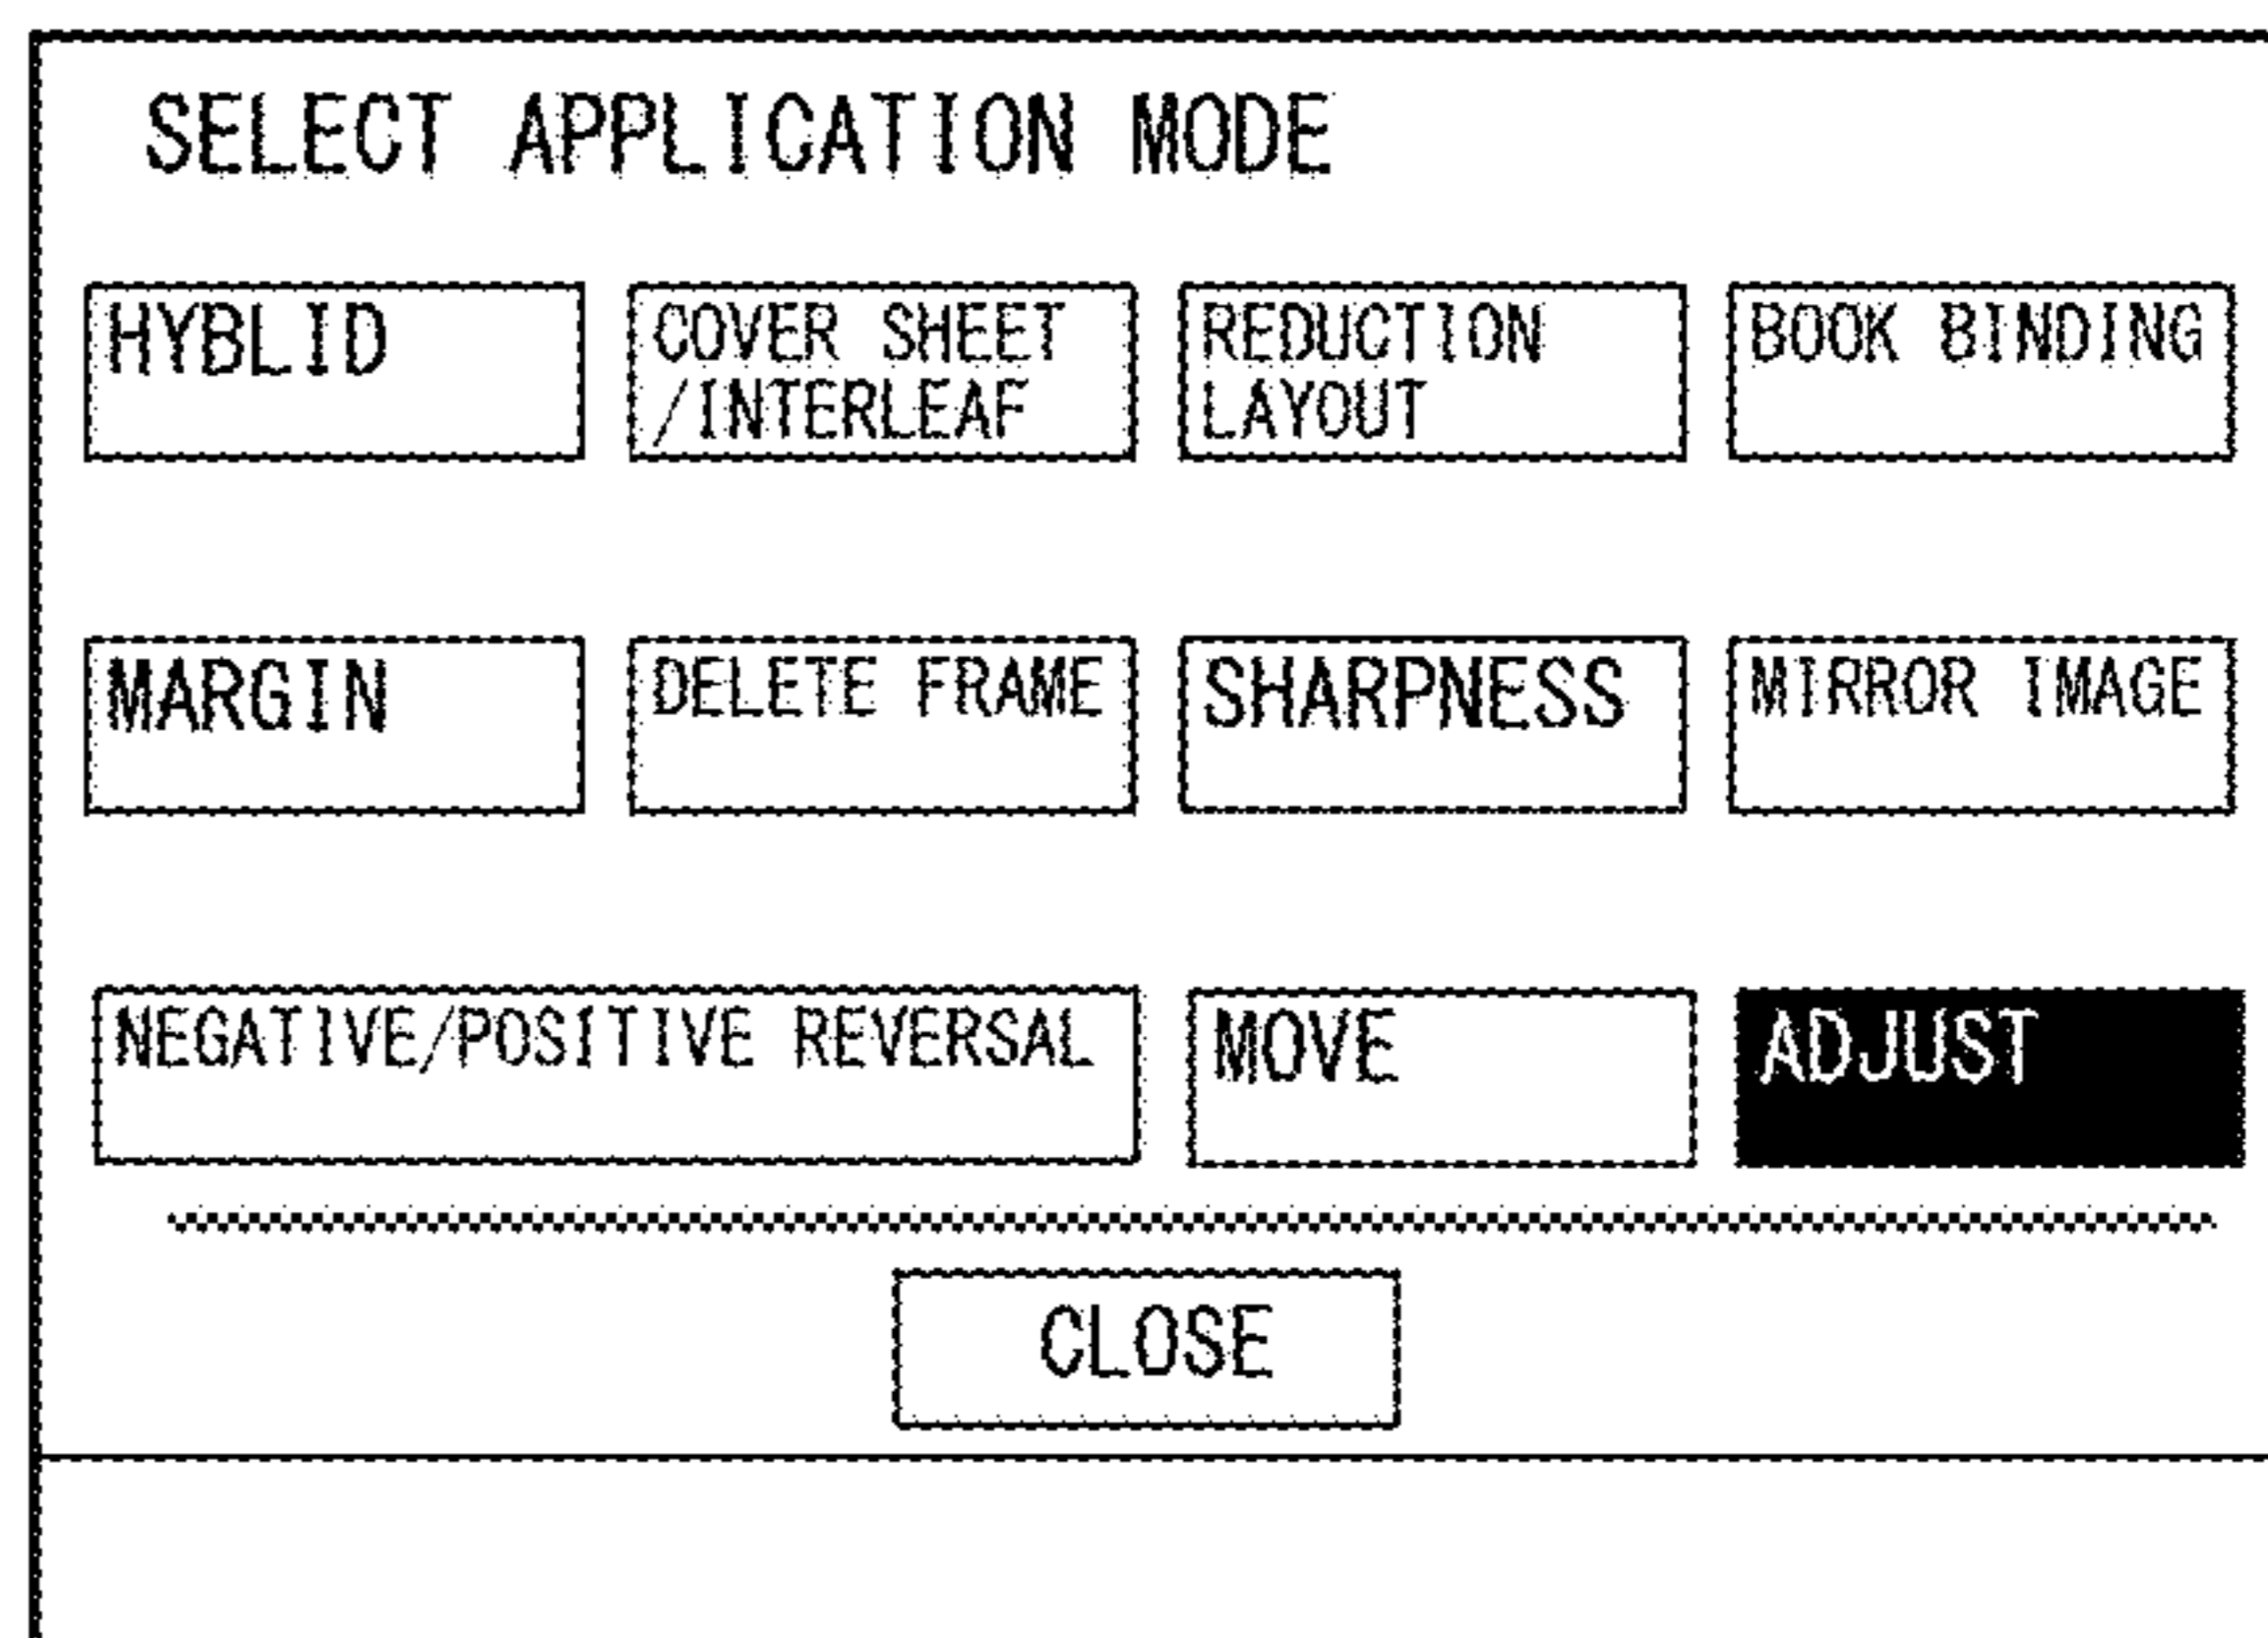 SELECT APPLICATION MODE
HYBLID
COVER SHEET
/INTERLEAF
REDUCTION
LAYOUT
BOOK BINDING
MARGIN
DELETE FRAME
SHARPNESS
MIRROR IMAGE
NEGATIVE/POSITIVE REVERSAL
MOVE
ADJUST
CLOSE